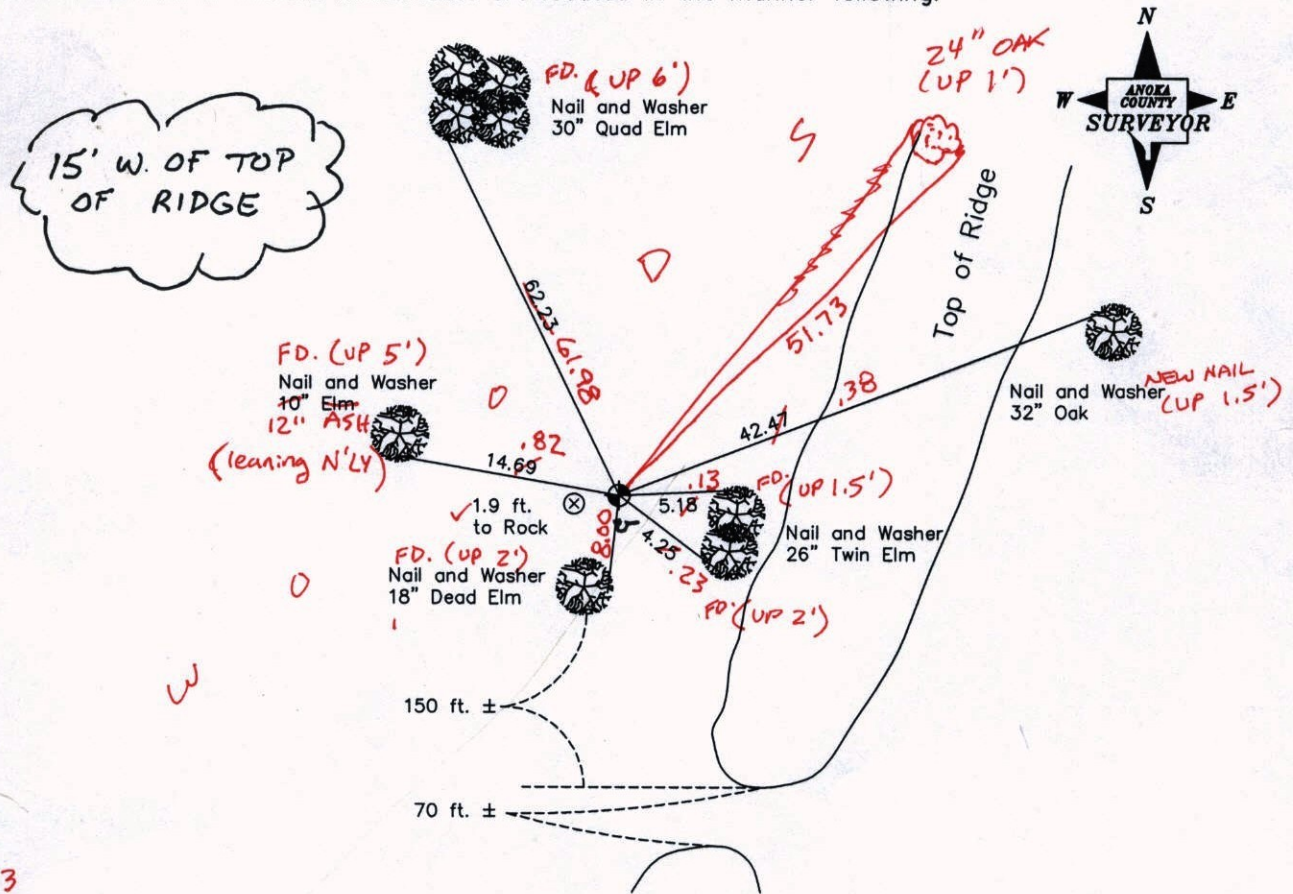 N
W ANOKA COUNTY E
SURVEYOR
S
15' W. OF TOP
OF RIDGE
FD. (UP 6')
Nail and Washer
30" Quad Elm
24" OAK
(UP 1')
Top of Ridge
62.23 61.98
51.73
FD. (UP 5')
Nail and Washer
10" Elm
12" ASH
(leaning N'LY)
14.69 .82
42.47 .38
Nail and Washer
32" Oak
NEW NAIL
(UP 1.5')
1.9 ft.
to Rock
5.18 .13
FD. (UP 1.5')
Nail and Washer
26" Twin Elm
4.25 .23
FD. (UP 2')
8.00
FD. (UP 2')
Nail and Washer
18" Dead Elm
S
D
O
O
W
150 ft. ±
70 ft. ±
3